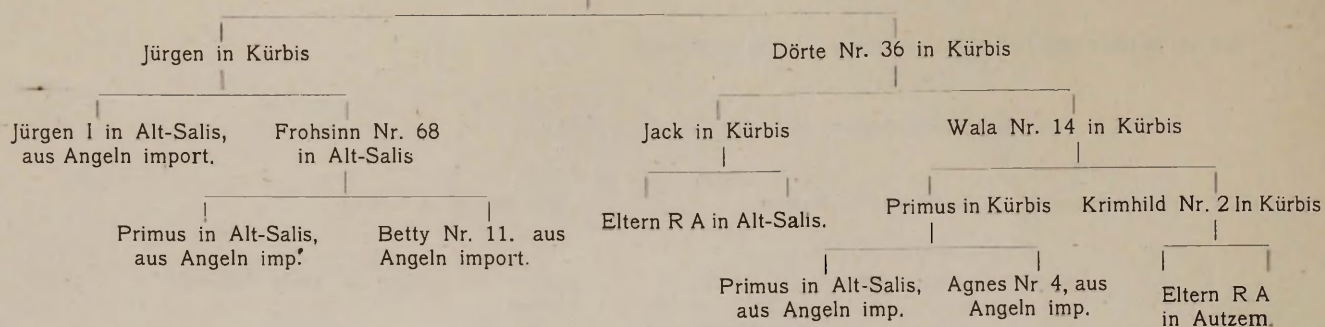 Jürgen in Kürbis
Dörte Nr. 36 in Kürbis
Jürgen I in Alt-Salis,
aus Angeln import.
Frohsinn Nr. 68
in Alt-Salis
Jack in Kürbis
Wala Nr. 14 in Kürbis
Primus in Alt-Salis,
aus Angeln imp.
Betty Nr. 11. aus
Angeln import.
Eltern R A in Alt-Salis.
Primus in Kürbis
Krimhild Nr. 2 In Kürbis
Primus in Alt-Salis,
aus Angeln imp.
Agnes Nr 4, aus
Angeln imp.
Eltern R A
in Autzem.